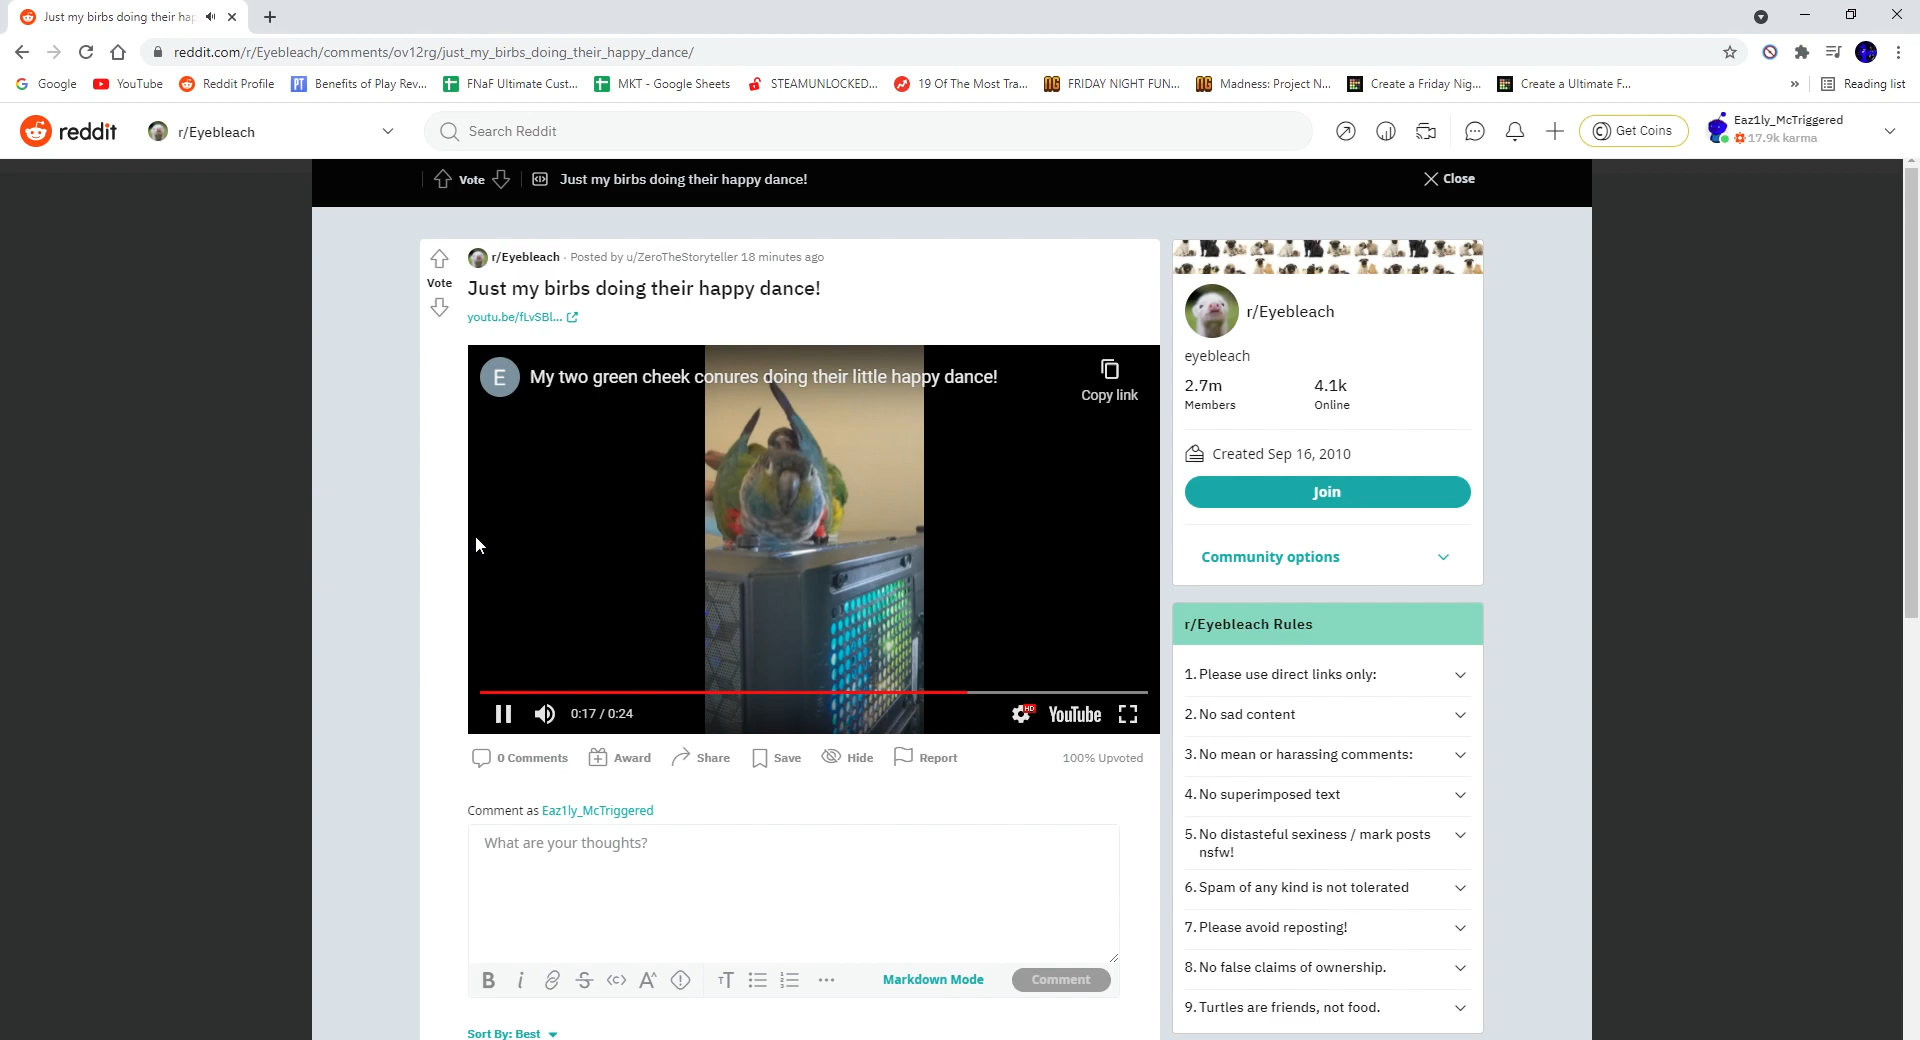 Just my birbs doing their hap
reddit.com/r/Eyebleach/comments/ov12rg/just_my_birbs_doing_their_happy_dance/
Google YouTube Reddit Profile PT Benefits of Play Rev... FNaF Ultimate Cust... MKT - Google Sheets STEAMUNLOCKED... 19 Of The Most Tra... FRIDAY NIGHT FUN... Madness: Project N... Create a Friday Nig... Create a Ultimate F... » Reading list
reddit r/Eyebleach Search Reddit Get Coins Eaz1ly_McTriggered
17.9k karma
Vote Just my birbs doing their happy dance! Close
r/Eyebleach · Posted by u/ZeroTheStoryteller 18 minutes ago
Vote
Just my birbs doing their happy dance!
youtu.be/fLvSBl...
E My two green cheek conures doing their little happy dance!
Copy link
0:17 / 0:24 HD YouTube
0 Comments Award Share Save Hide Report 100% Upvoted
Comment as Eaz1ly_McTriggered
What are your thoughts?
B i A Markdown Mode Comment
Sort By: Best
r/Eyebleach
eyebleach
2.7m 4.1k
Members Online
Created Sep 16, 2010
Join
Community options
r/Eyebleach Rules
1. Please use direct links only:
2. No sad content
3. No mean or harassing comments:
4. No superimposed text
5. No distasteful sexiness / mark posts
nsfw!
6. Spam of any kind is not tolerated
7. Please avoid reposting!
8. No false claims of ownership.
9. Turtles are friends, not food.